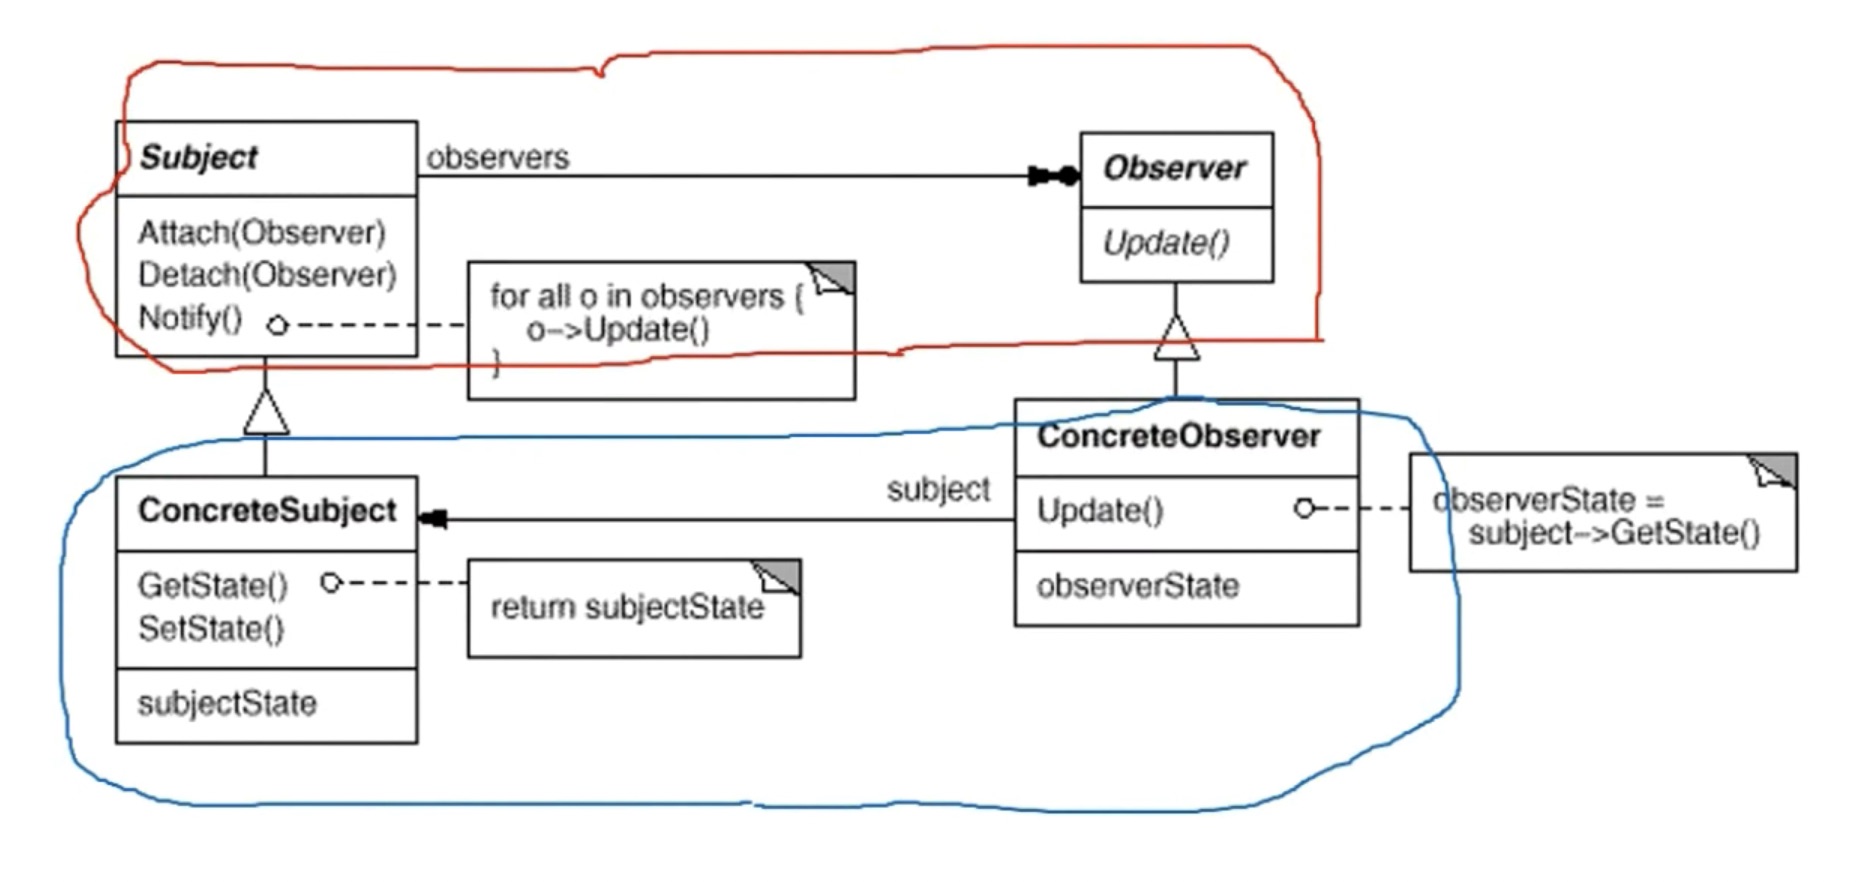 Subject
observers
Observer
Attach(Observer)
Detach(Observer)
Notify()
Update()
for all o in observers {
o->Update()
}
ConcreteSubject
subject
ConcreteObserver
Update()
observerState =
subject->GetState()
GetState()
SetState()
return subjectState
observerState
subjectState